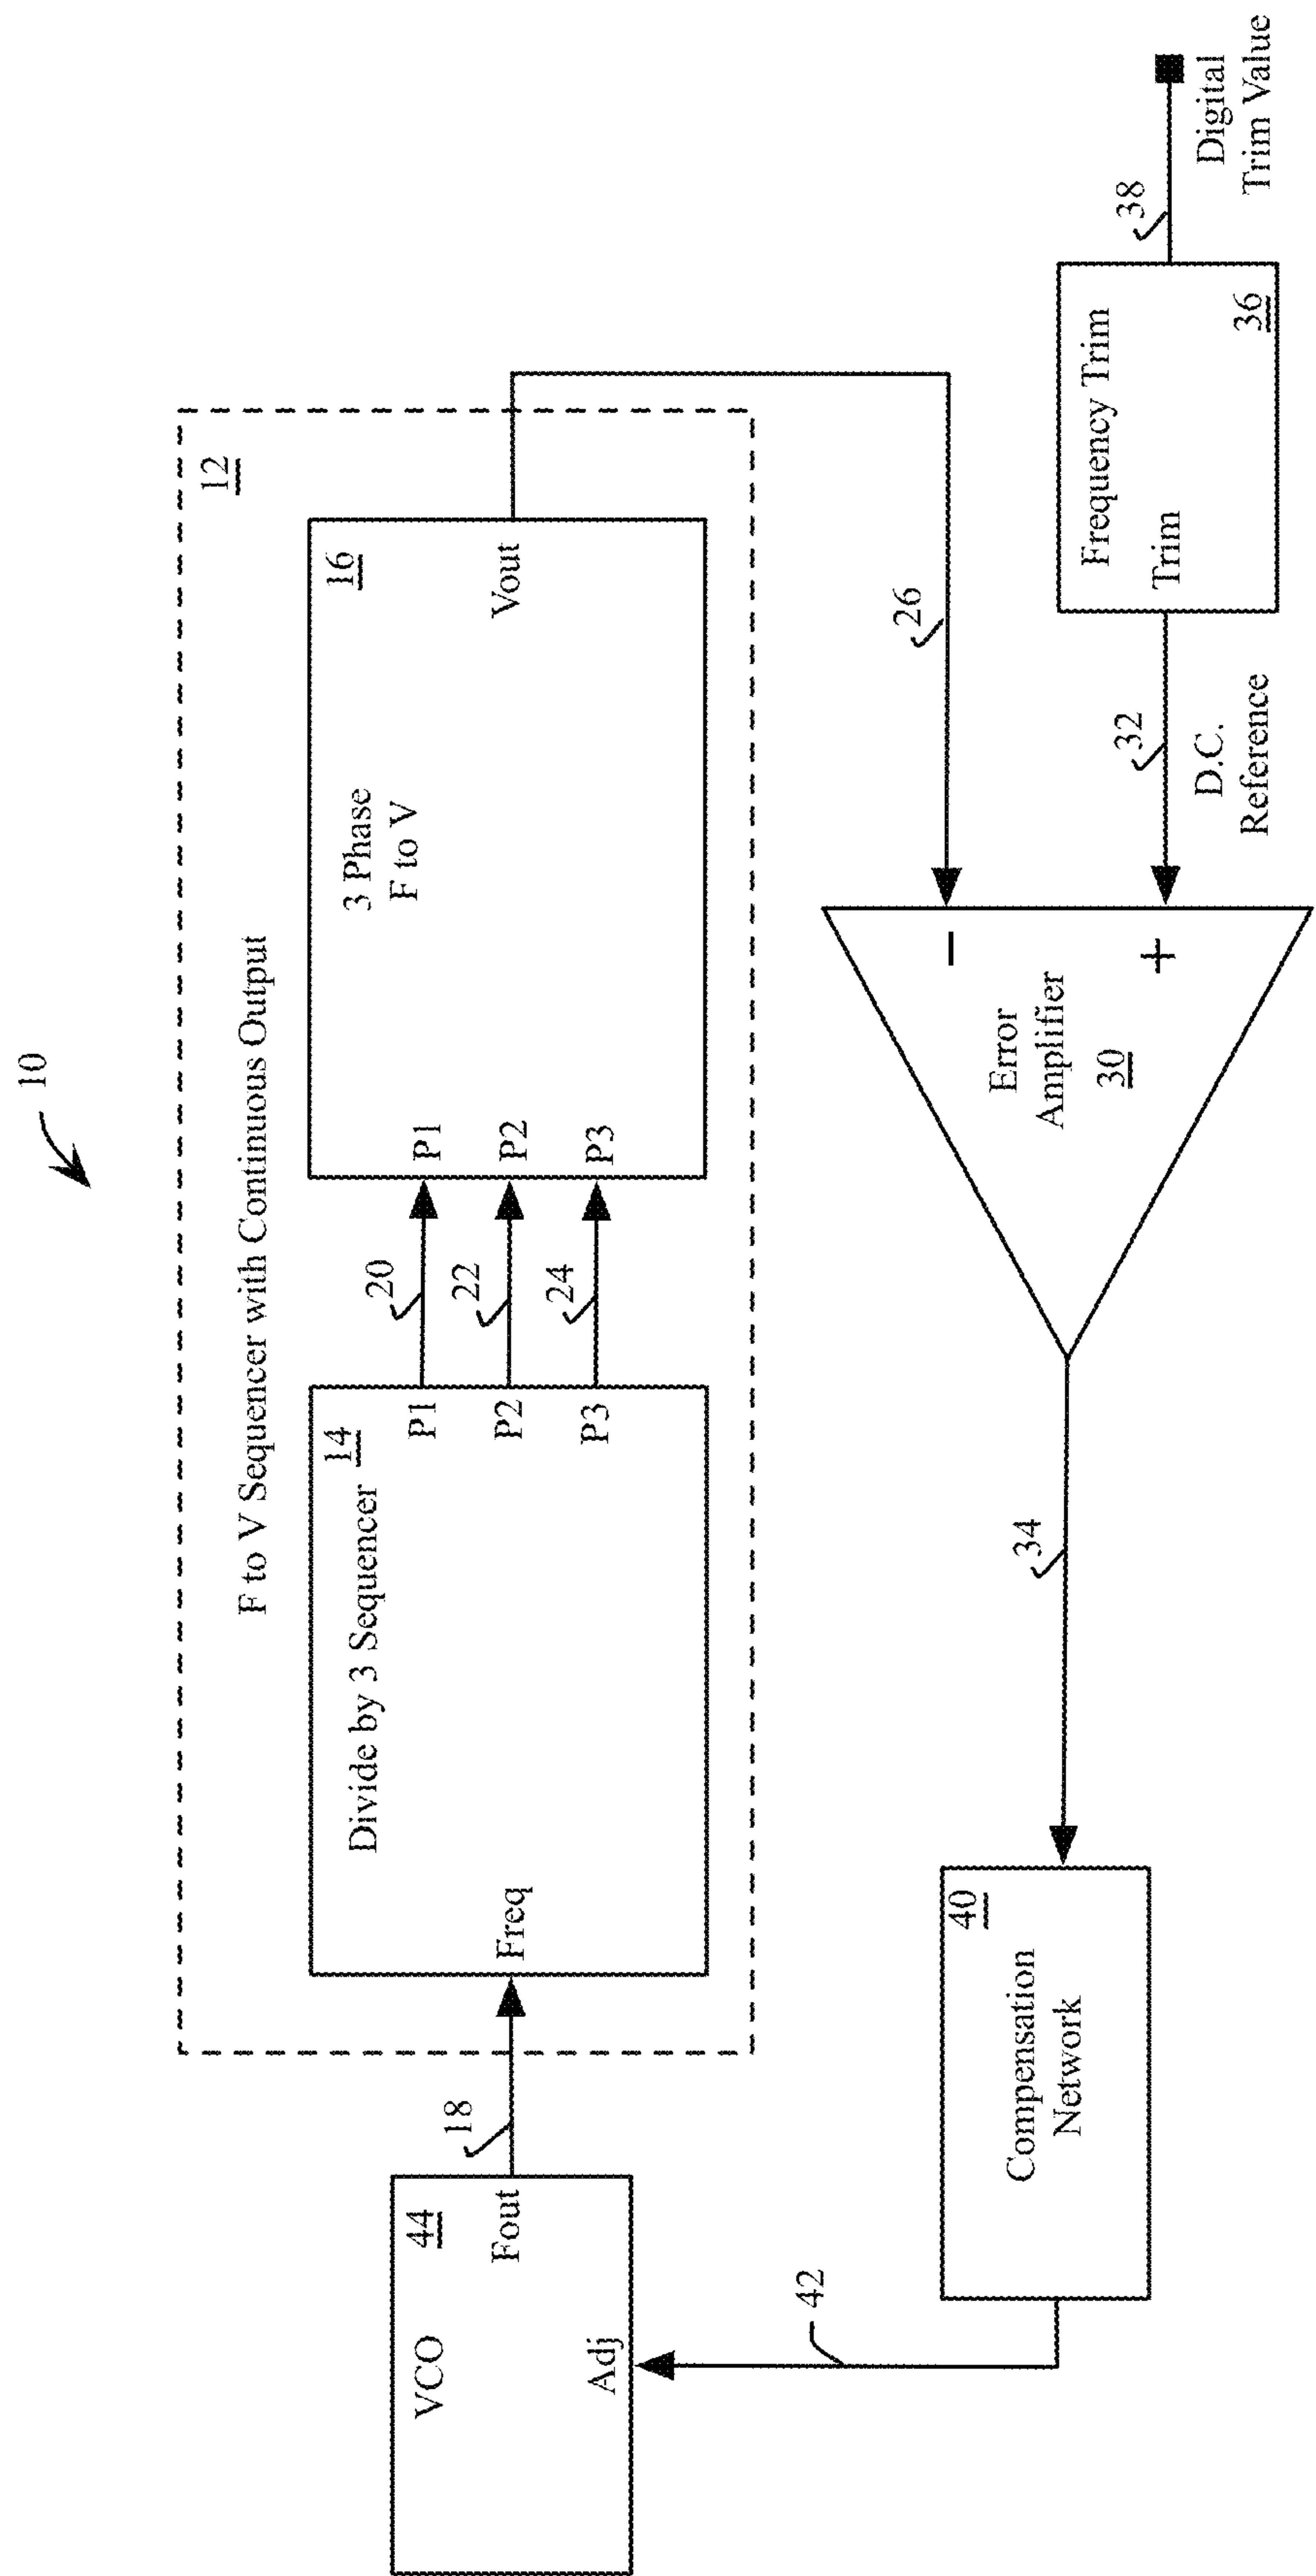 10
F to V Sequencer with Continuous Output
12
VCO
44
Fout
Adj
18
Divide by 3 Sequencer
14
Freq
P1
P2
P3
20
22
24
3 Phase
F to V
16
P1
P2
P3
Vout
26
42
Compensation
Network
40
34
Error
Amplifier
30
−
+
32
D.C.
Reference
Frequency Trim
Trim
36
38
Digital
Trim Value